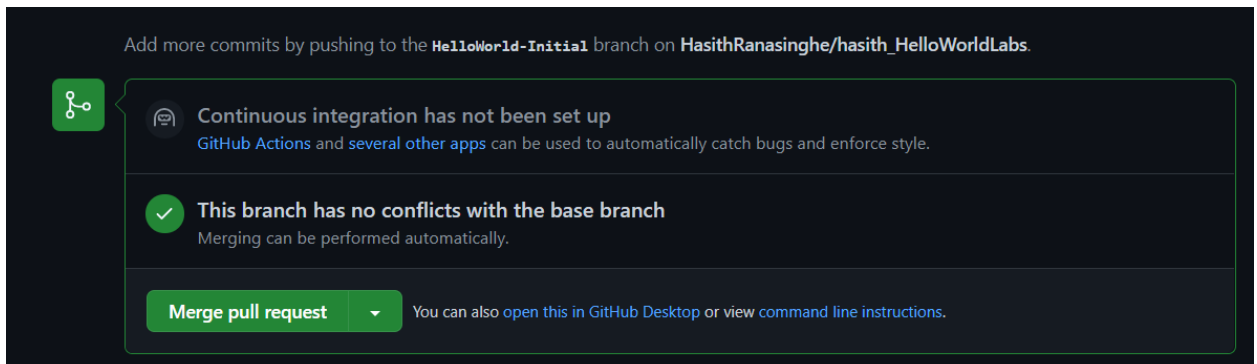 Add more commits by pushing to the HelloWorld-Initial branch on HasithRanasinghe/hasith_HelloWorldLabs.
Continuous integration has not been set up
GitHub Actions and several other apps can be used to automatically catch bugs and enforce style.
This branch has no conflicts with the base branch
Merging can be performed automatically.
Merge pull request You can also open this in GitHub Desktop or view command line instructions.